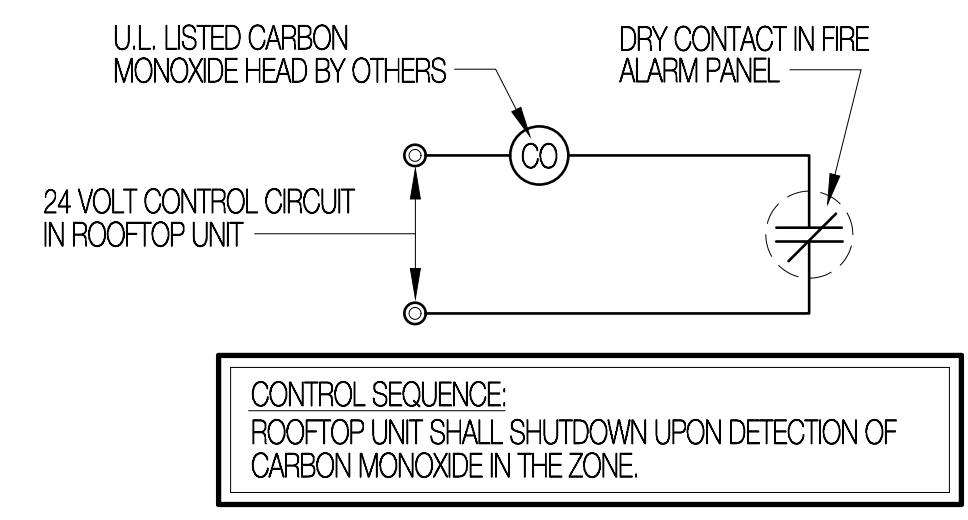 U.L. LISTED CARBON
MONOXIDE HEAD BY OTHERS
DRY CONTACT IN FIRE
ALARM PANEL
CO
24 VOLT CONTROL CIRCUIT
IN ROOFTOP UNIT
CONTROL SEQUENCE:
ROOFTOP UNIT SHALL SHUTDOWN UPON DETECTION OF
CARBON MONOXIDE IN THE ZONE.